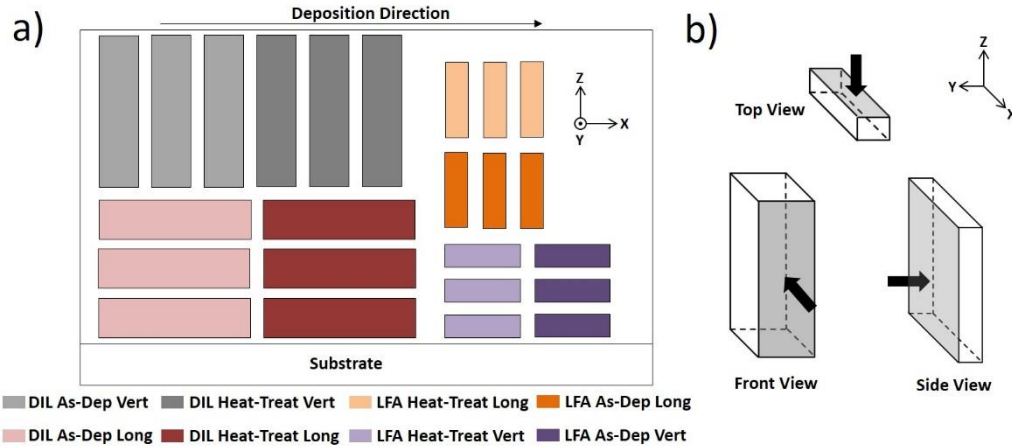 a)
Deposition Direction
Z
X
Y
Substrate
DIL As-Dep Vert
DIL Heat-Treat Vert
LFA Heat-Treat Long
LFA As-Dep Long
DIL As-Dep Long
DIL Heat-Treat Long
LFA Heat-Treat Vert
LFA As-Dep Vert
b)
Z
Y
X
Top View
Front View
Side View